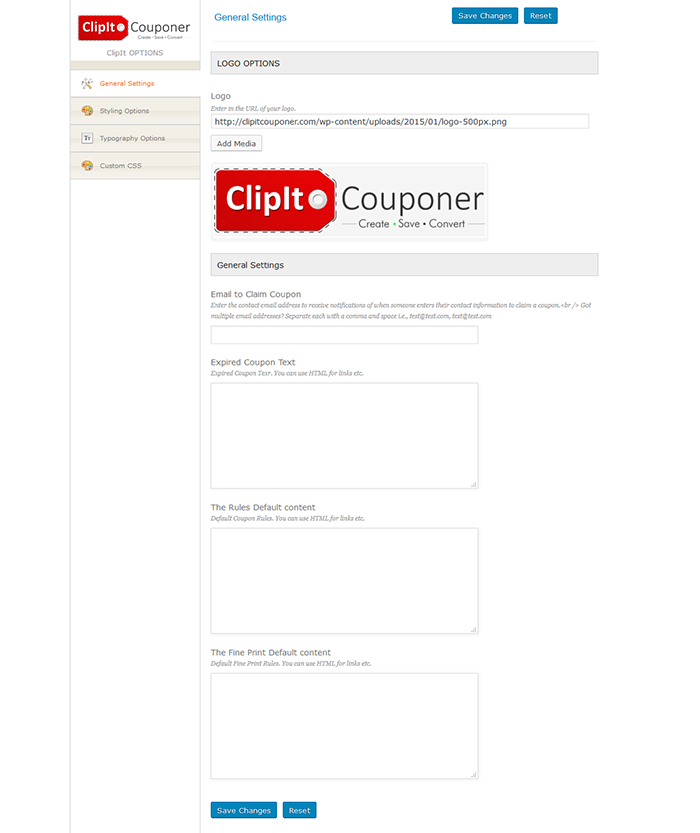 ClipIt Couponer
Create • Save • Convert
ClipIt OPTIONS
General Settings
Styling Options
Tr Typography Options
Custom CSS
General Settings
Save Changes Reset
LOGO OPTIONS
Logo
Enter in the URL of your logo.
http://clipitcouponer.com/wp-content/uploads/2015/01/logo-500px.png
Add Media
ClipIt Couponer
Create • Save • Convert
General Settings
Email to Claim Coupon
Enter the contact email address to receive notifications of when someone enters their contact information to claim a coupon.<br /> Got
multiple email addresses? Separate each with a comma and space i.e., test@test.com, test@test.com
Expired Coupon Text
Expired Coupon Texr. You can use HTML for links etc.
The Rules Default content
Default Coupon Rules. You can use HTML for links etc.
The Fine Print Default content
Default Fine Print Rules. You can use HTML for links etc.
Save Changes Reset